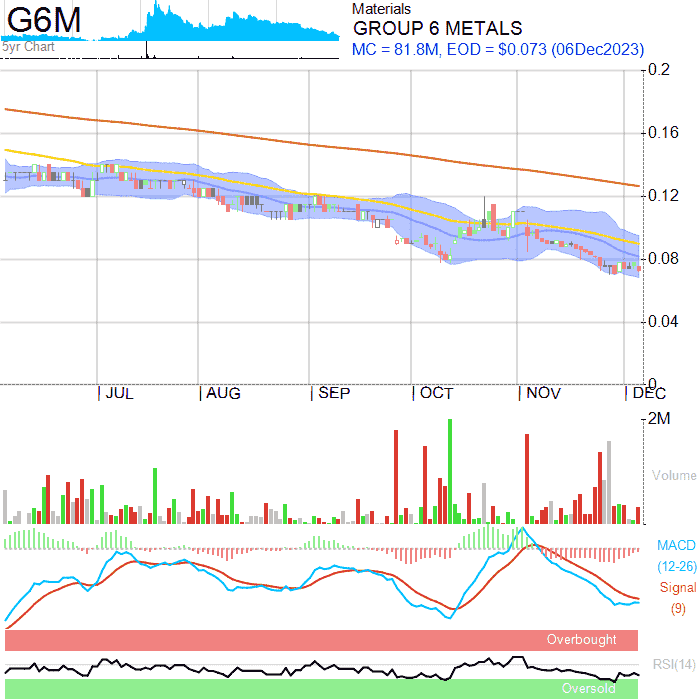 G6M
5yr Chart
Materials
GROUP 6 METALS
MC = 81.8M, EOD = $0.073 (06Dec2023)
0.2
0.16
0.12
0.08
0.04
0
JUL AUG SEP OCT NOV DEC
2M
Volume
MACD
(12-26)
Signal
(9)
Overbought
RSI(14)
Oversold